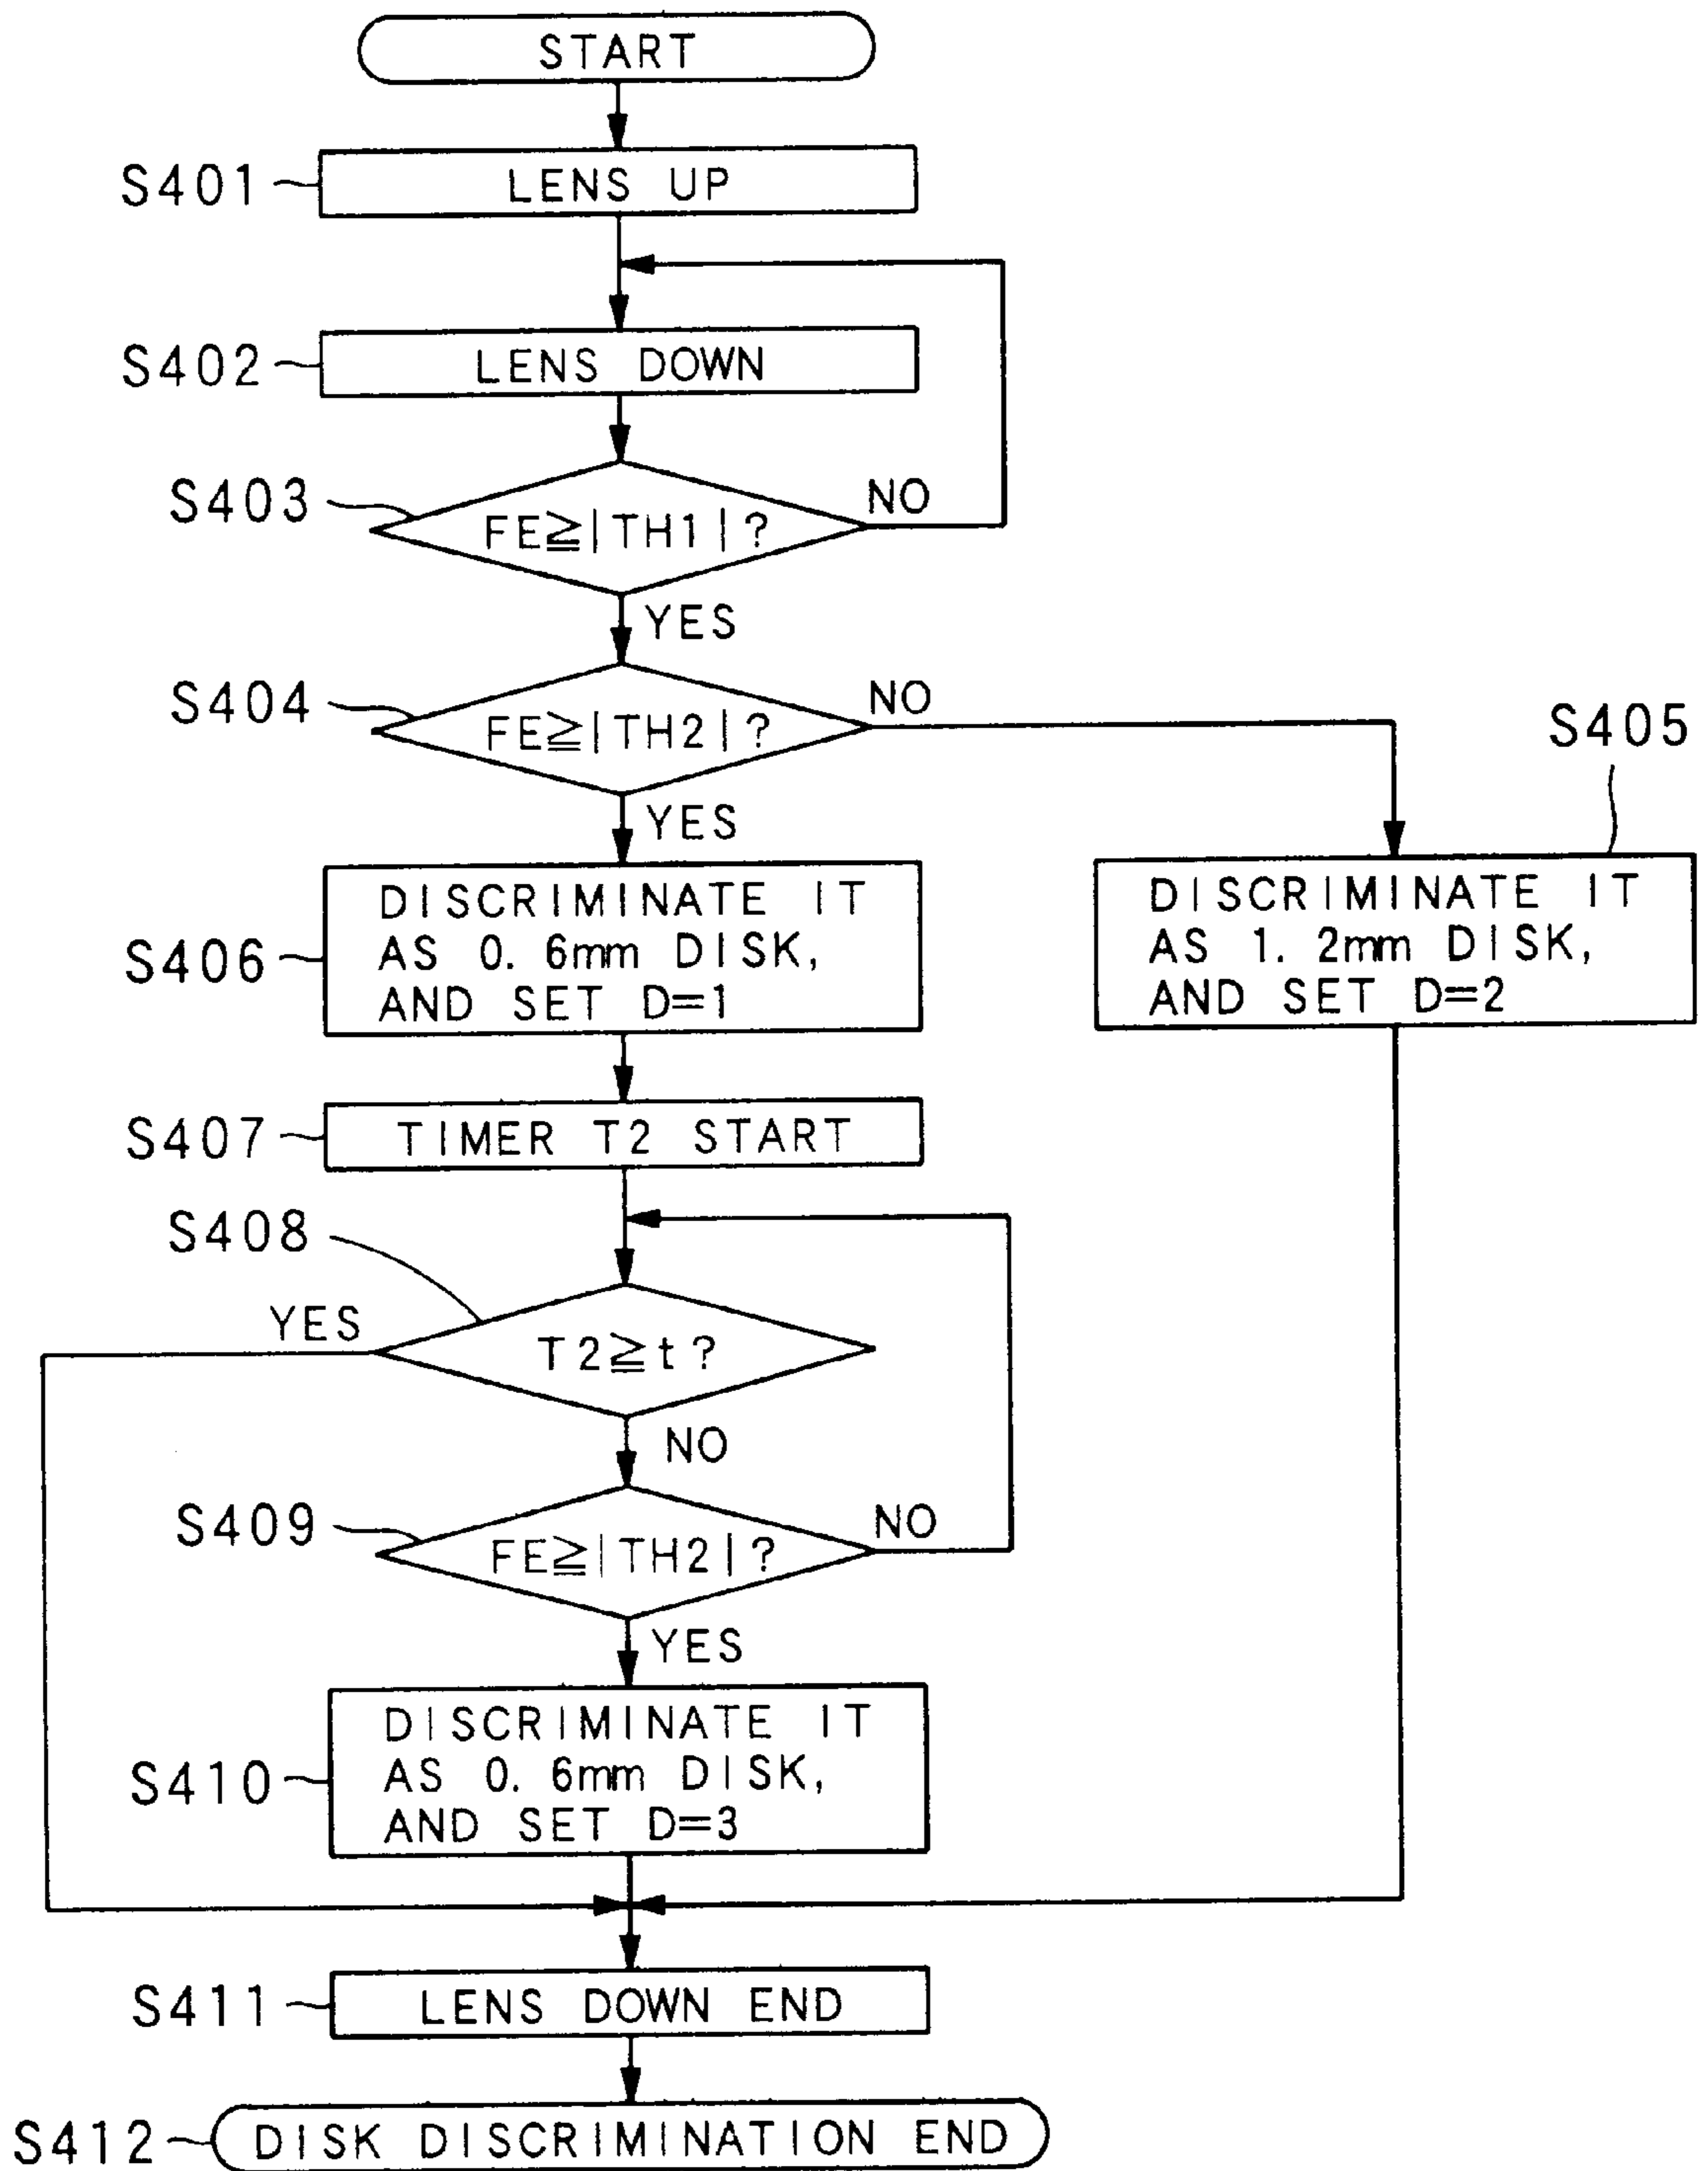 START
S401
LENS UP
S402
LENS DOWN
S403
FE≧|TH1|?
NO
YES
S404
FE≧|TH2|?
NO
S405
YES
S406
DISCRIMINATE IT
AS 0. 6mm DISK,
AND SET D=1
DISCRIMINATE IT
AS 1. 2mm DISK,
AND SET D=2
S407
TIMER T2 START
S408
YES
T2≧t?
NO
S409
FE≧|TH2|?
NO
YES
S410
DISCRIMINATE IT
AS 0. 6mm DISK,
AND SET D=3
S411
LENS DOWN END
S412
DISK DISCRIMINATION END